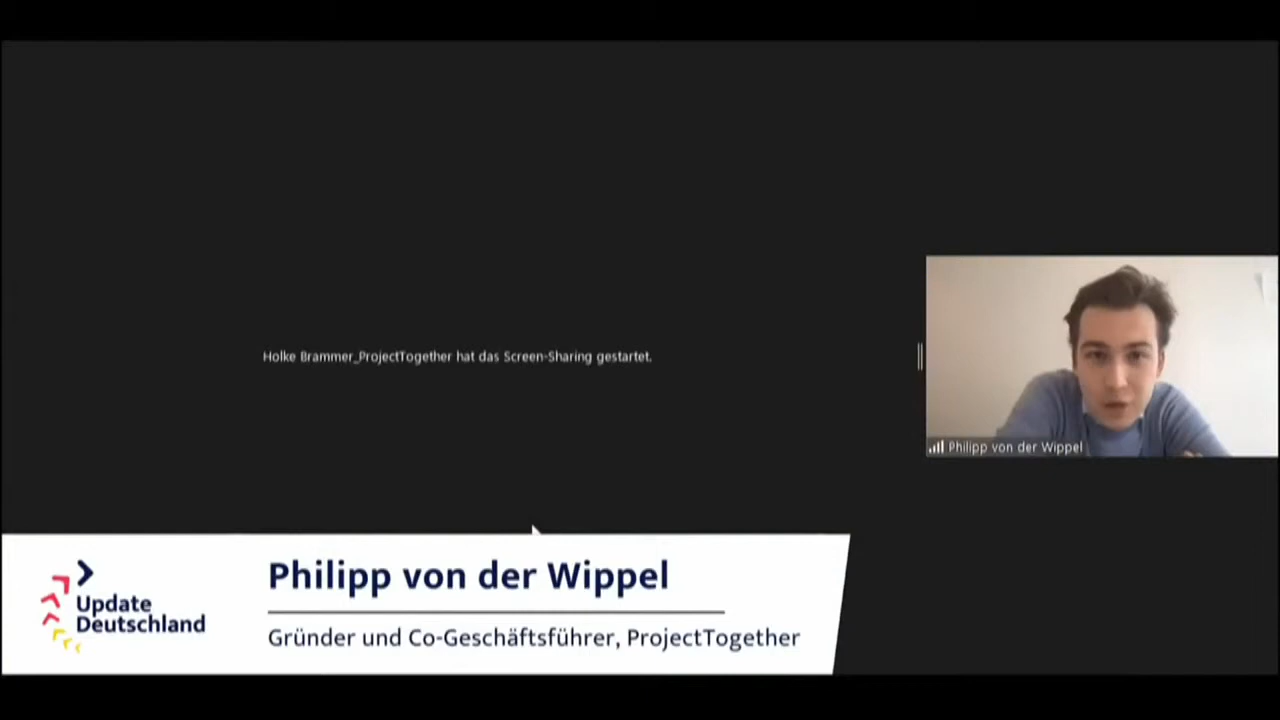 Holke Brammer_ProjectTogether hat das Screen-Sharing gestartet.
Philipp von der Wippel
Update
Deutschland
Philipp von der Wippel
Gründer und Co-Geschäftsführer, ProjectTogether